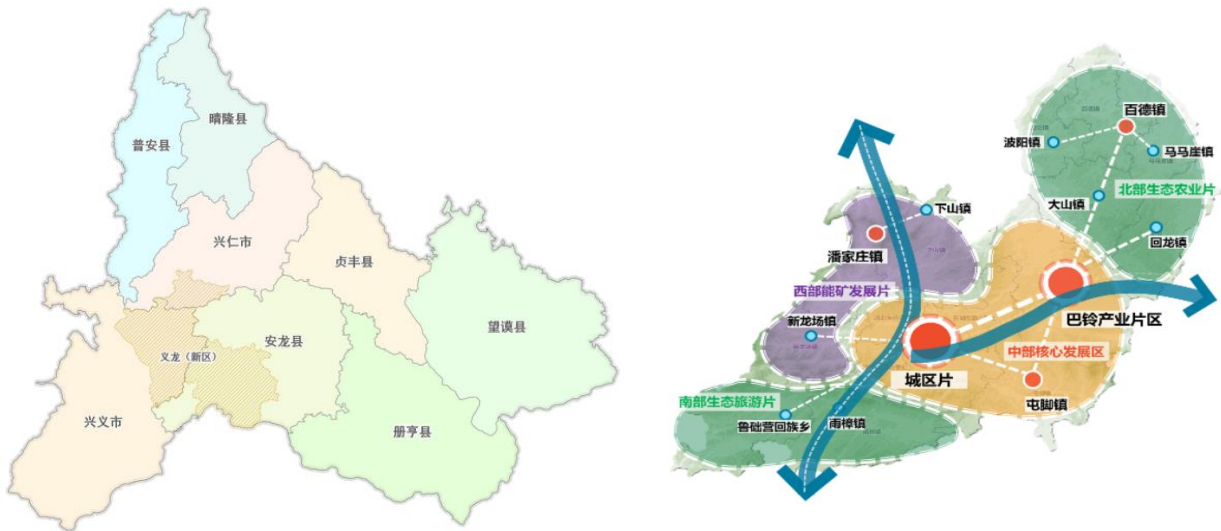 晴隆县
普安县
兴仁市
贞丰县
望谟县
安龙县
义龙（新区）
兴义市
册亨县
百德镇
波阳镇
马马崖镇
北部生态农业片
大山镇
下山镇
回龙镇
潘家庄镇
西部能矿发展片
巴铃产业片区
新龙场镇
中部核心发展区
城区片
屯脚镇
南部生态旅游片
鲁础营回族乡
雨樟镇